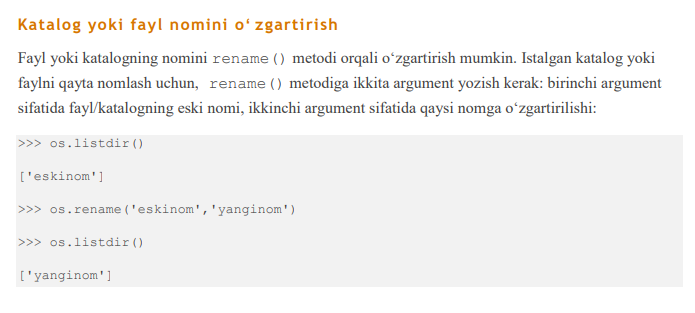 Katalog yoki fayl nomini o‘zgartirish
Fayl yoki katalogning nomini rename() metodi orqali o‘zgartirish mumkin. Istalgan katalog yoki
faylni qayta nomlash uchun, rename() metodiga ikkita argument yozish kerak: birinchi argument
sifatida fayl/katalogning eski nomi, ikkinchi argument sifatida qaysi nomga o‘zgartirilishi:
>>> os.listdir()
['eskinom']
>>> os.rename('eskinom','yanginom')
>>> os.listdir()
['yanginom']